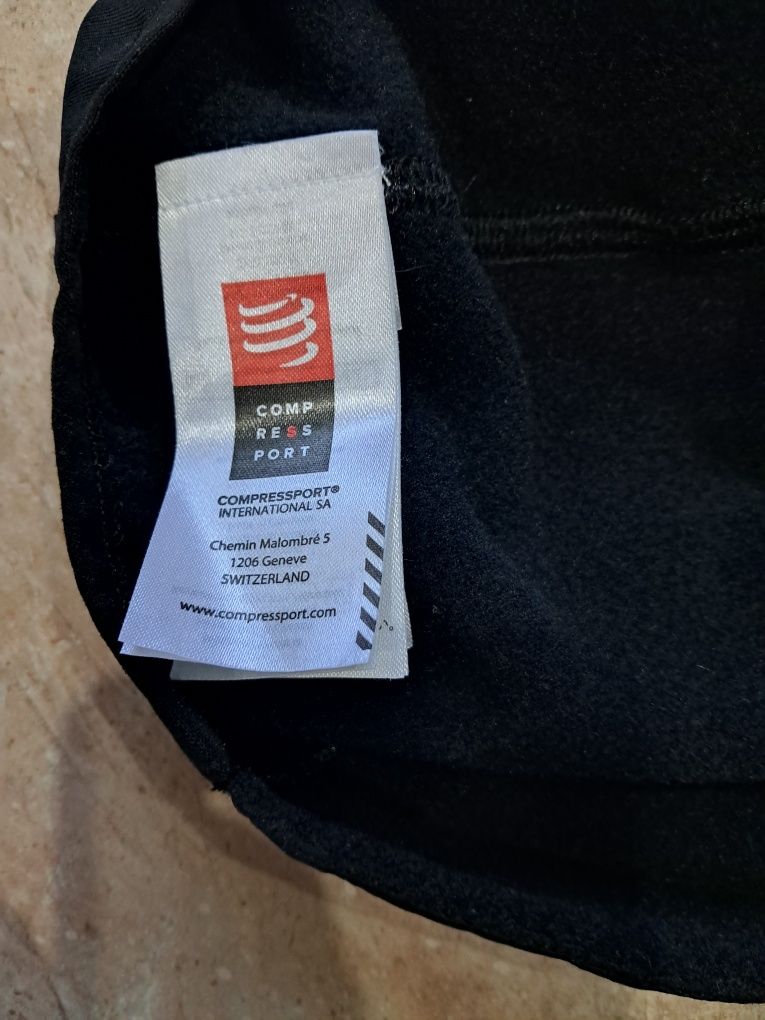 COMP
RESS
PORT
COMPRESSPORT®
INTERNATIONAL SA
Chemin Malombré 5
1206 Geneve
SWITZERLAND
www.compressport.com